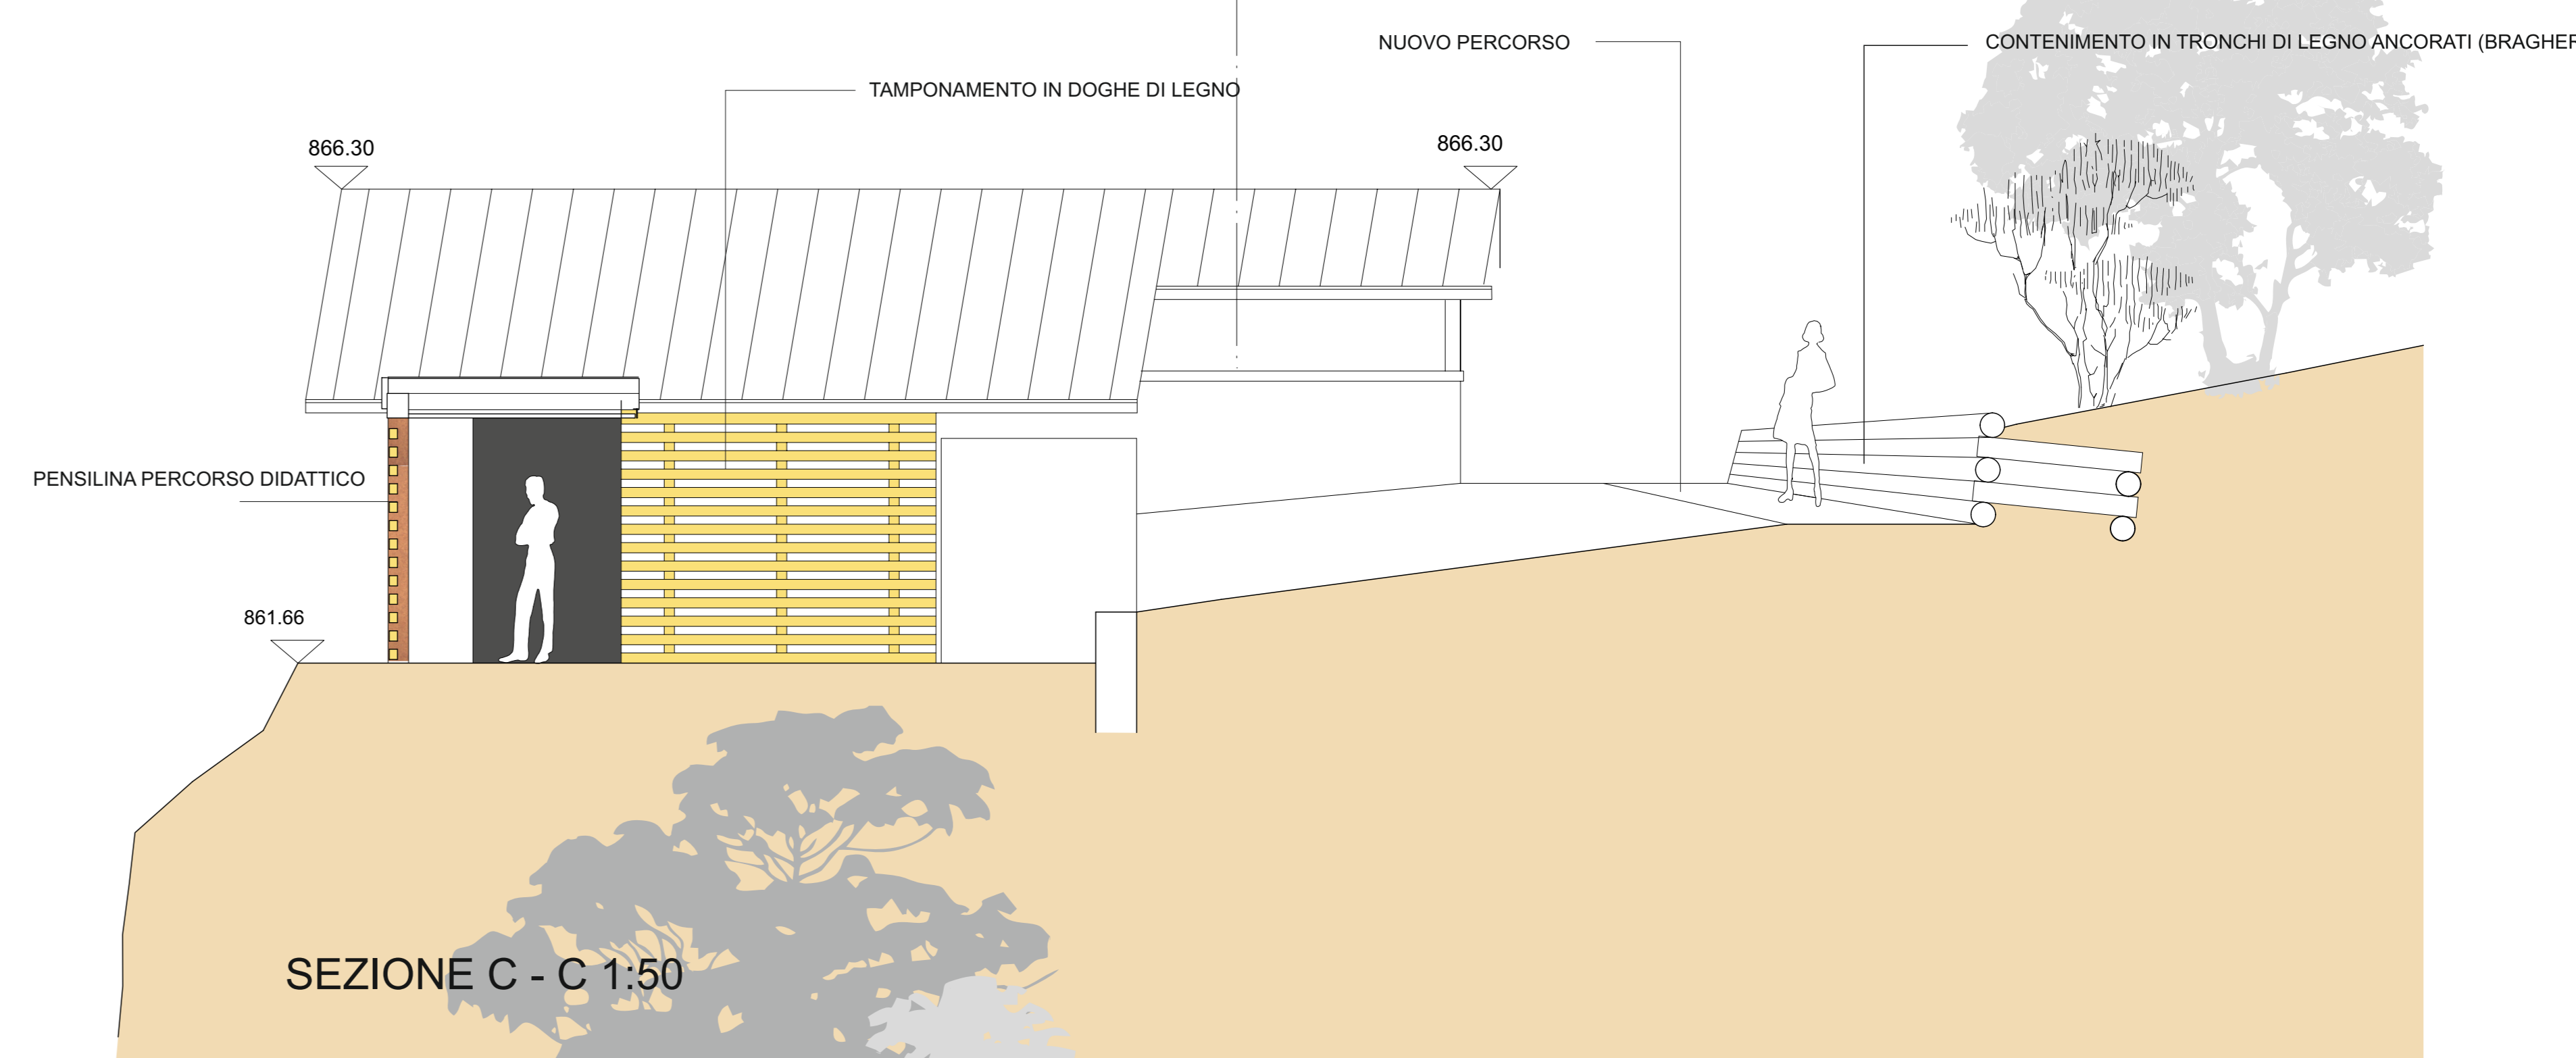 NUOVO PERCORSO
CONTENIMENTO IN TRONCHI DI LEGNO ANCORATI (BRAGHER
TAMPONAMENTO IN DOGHE DI LEGNO
866.30
866.30
PENSILINA PERCORSO DIDATTICO
861.66
SEZIONE C - C 1:50